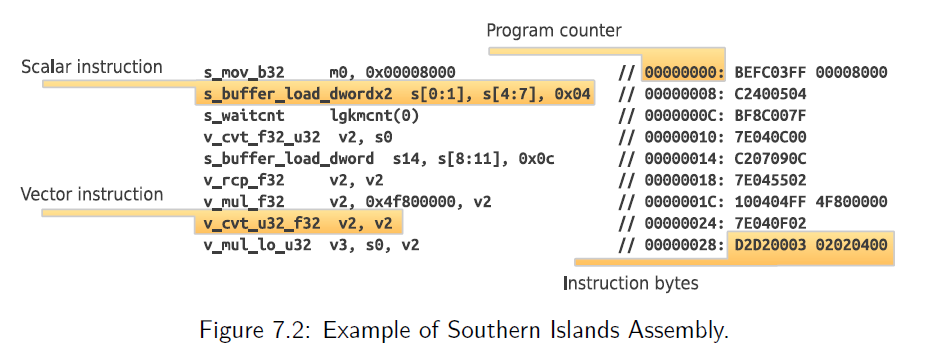 Program counter
Scalar instruction
s_mov_b32 m0, 0x00008000 // 00000000: BEFC03FF 00008000
s_buffer_load_dwordx2 s[0:1], s[4:7], 0x04 // 00000008: C2400504
s_waitcnt lgkmcnt(0) // 0000000C: BF8C007F
v_cvt_f32_u32 v2, s0 // 00000010: 7E040C00
s_buffer_load_dword s14, s[8:11], 0x0c // 00000014: C207090C
v_rcp_f32 v2, v2 // 00000018: 7E045502
Vector instruction
v_mul_f32 v2, 0x4f800000, v2 // 0000001C: 100404FF 4F800000
v_cvt_u32_f32 v2, v2 // 00000024: 7E040F02
v_mul_lo_u32 v3, s0, v2 // 00000028: D2D20003 02020400
Instruction bytes
Figure 7.2: Example of Southern Islands Assembly.